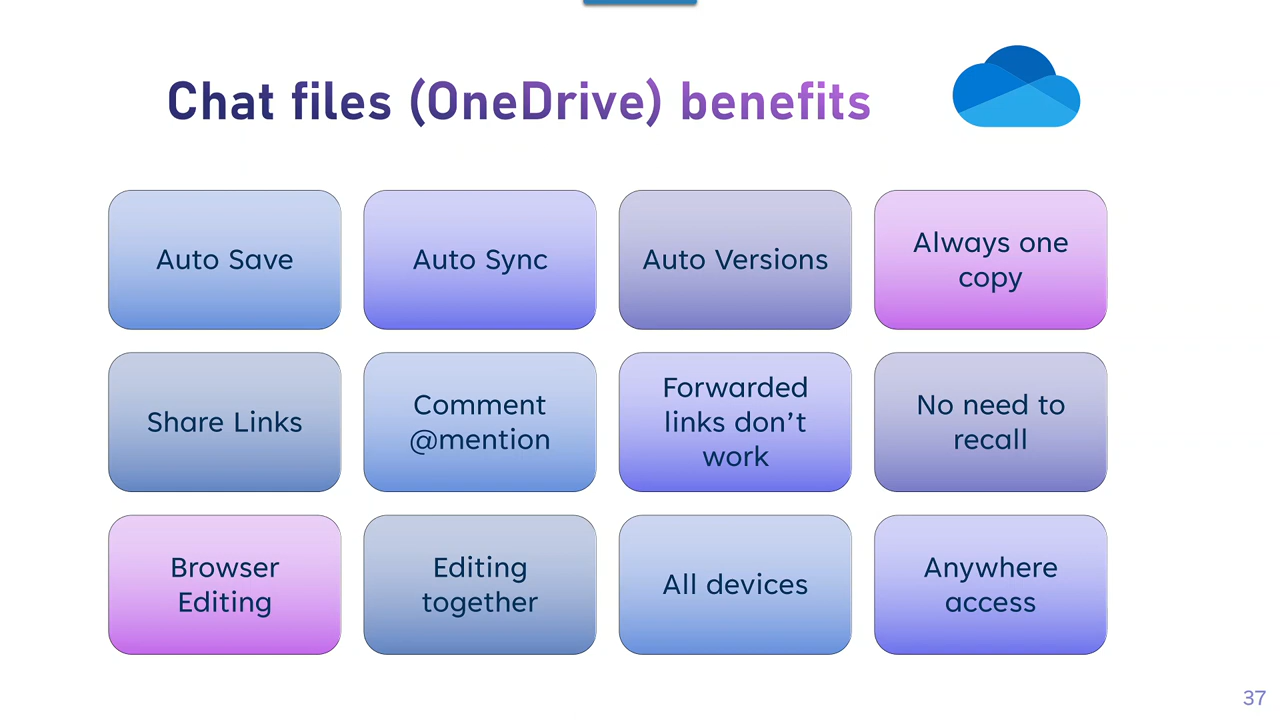 Chat files (OneDrive) benefits
Auto Save
Auto Sync
Auto Versions
Always one
copy
Share Links
Comment
@mention
Forwarded
links don’t
work
No need to
recall
Browser
Editing
Editing
together
All devices
Anywhere
access
37